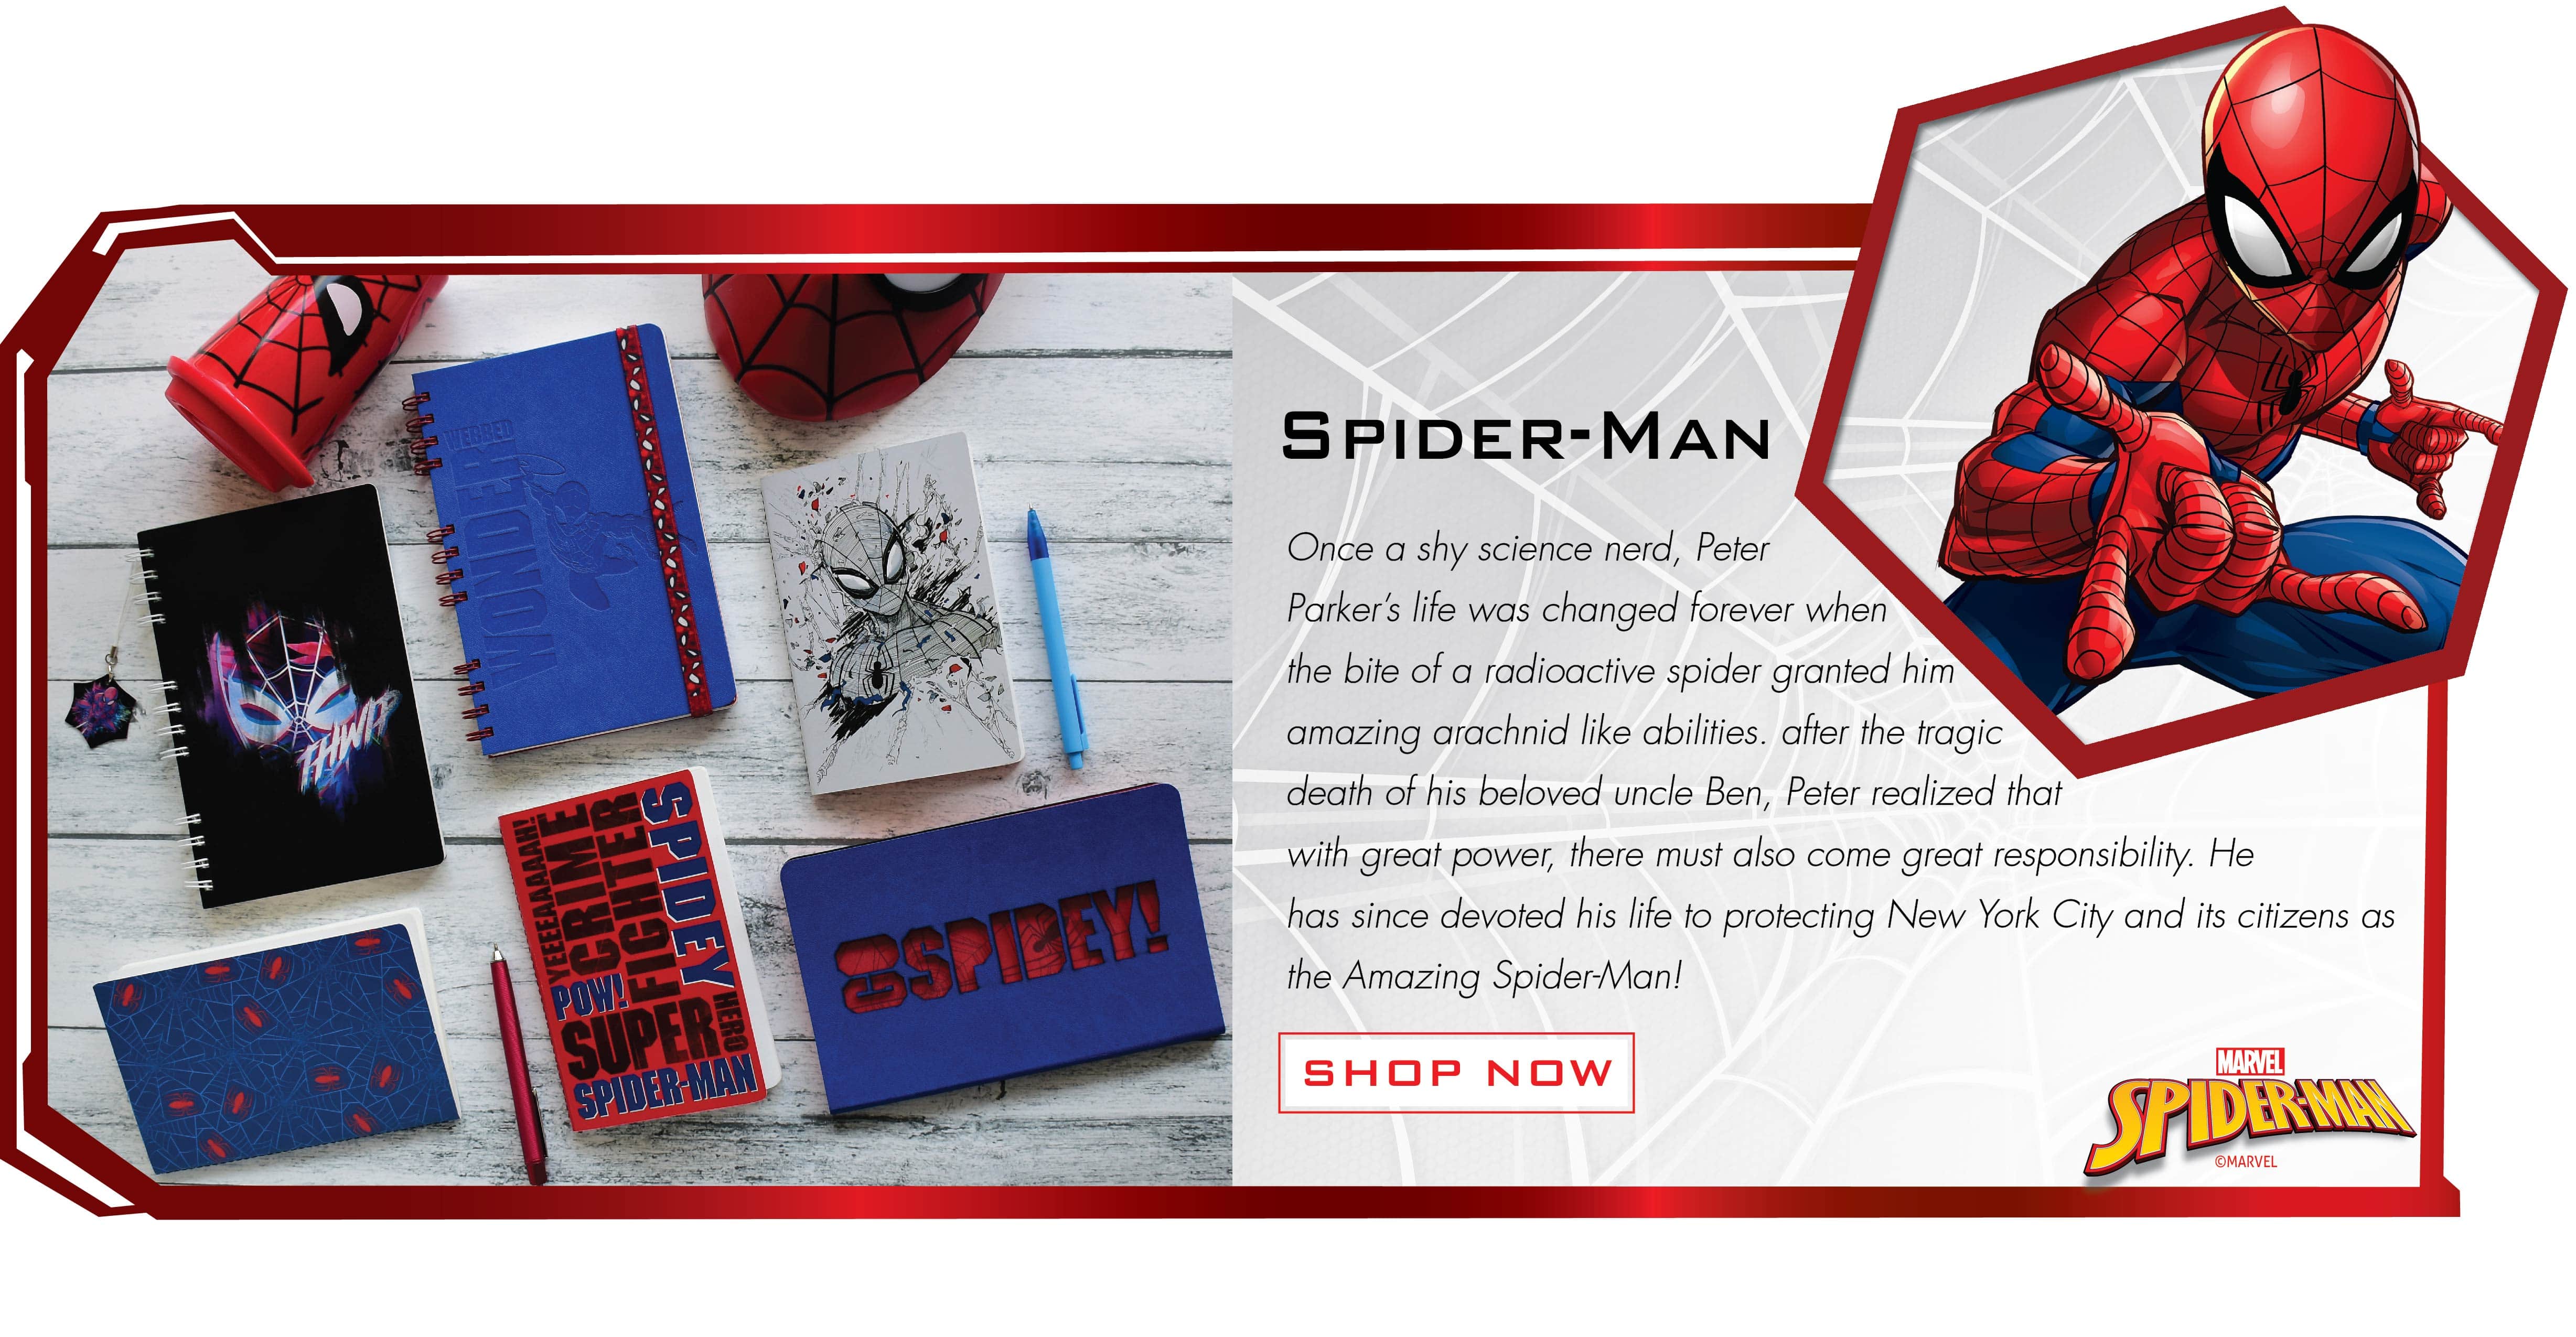 WEBBED
WONDER
THWIP
YEEEEAAAAAH!
CRIME
FIGHTER
SPIDEY
POW!
SUPER
HERO
SPIDER-MAN
SPIDEY!
SPIDER-MAN
Once a shy science nerd, Peter
Parker's life was changed forever when
the bite of a radioactive spider granted him
amazing arachnid like abilities. after the tragic
death of his beloved uncle Ben, Peter realized that
with great power, there must also come great responsibility. He
has since devoted his life to protecting New York City and its citizens as
the Amazing Spider-Man!
SHOP NOW
MARVEL
SPIDER-MAN
©MARVEL